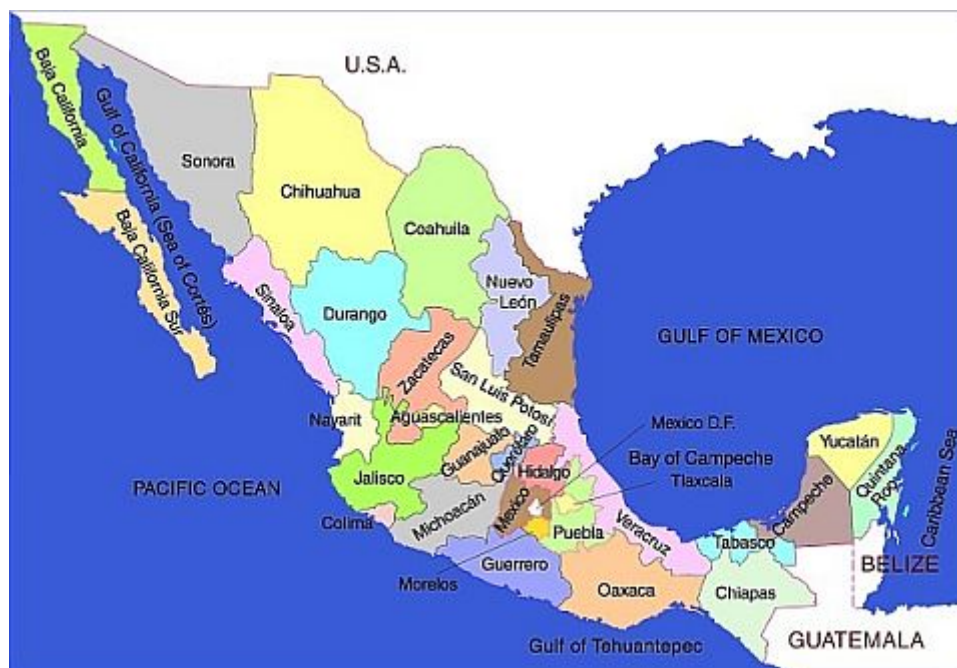 U.S.A.
Baja California
Gulf of California (Sea of Cortés)
Sonora
Chihuahua
Coahuila
Baja California Sur
Sinaloa
Durango
Nuevo
León
Tamaulipas
GULF OF MEXICO
Zacatecas
San Luis Potosí
Nayarit
Aguascalientes
Mexico D.F.
Guanajuato
Querétaro
Hidalgo
Bay of Campeche
Tlaxcala
Yucatán
Quintana
Roo
Caribbean Sea
PACIFIC OCEAN
Jalisco
Colima
Michoacán
Mexico
Puebla
Veracruz
Campeche
Tabasco
BELIZE
Morelos
Guerrero
Oaxaca
Chiapas
Gulf of Tehuantepec
GUATEMALA